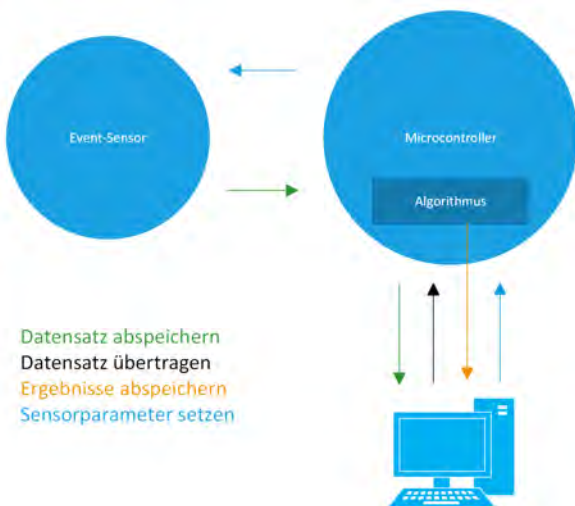 Event-Sensor
Microcontroller
Algorithmus
Datensatz abspeichern
Datensatz übertragen
Ergebnisse abspeichern
Sensorparameter setzen